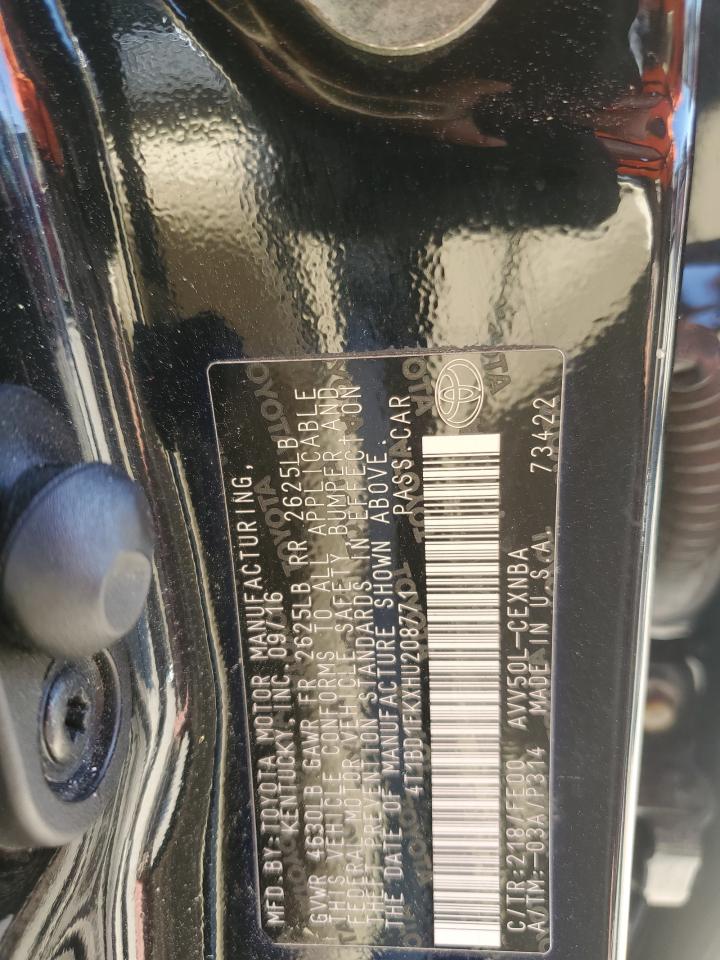 MFD. BY: TOYOTA MOTOR MANUFACTURING,
KENTUCKY, INC. 09/16
GVWR 4630LB GAWR FR 2625LB RR 2625LB
THIS VEHICLE CONFORMS TO ALL APPLICABLE
FEDERAL MOTOR VEHICLE SAFETY, BUMPER AND
THEFT PREVENTION STANDARDS IN EFFECT ON
THE DATE OF MANUFACTURE SHOWN ABOVE.
4T1BD1FKXHU208771 PASS.CAR
C/TR:218/FF00 AVV50L-CEXNBA
A/TM:-03A/P314 MADE IN U.S.A. 73422